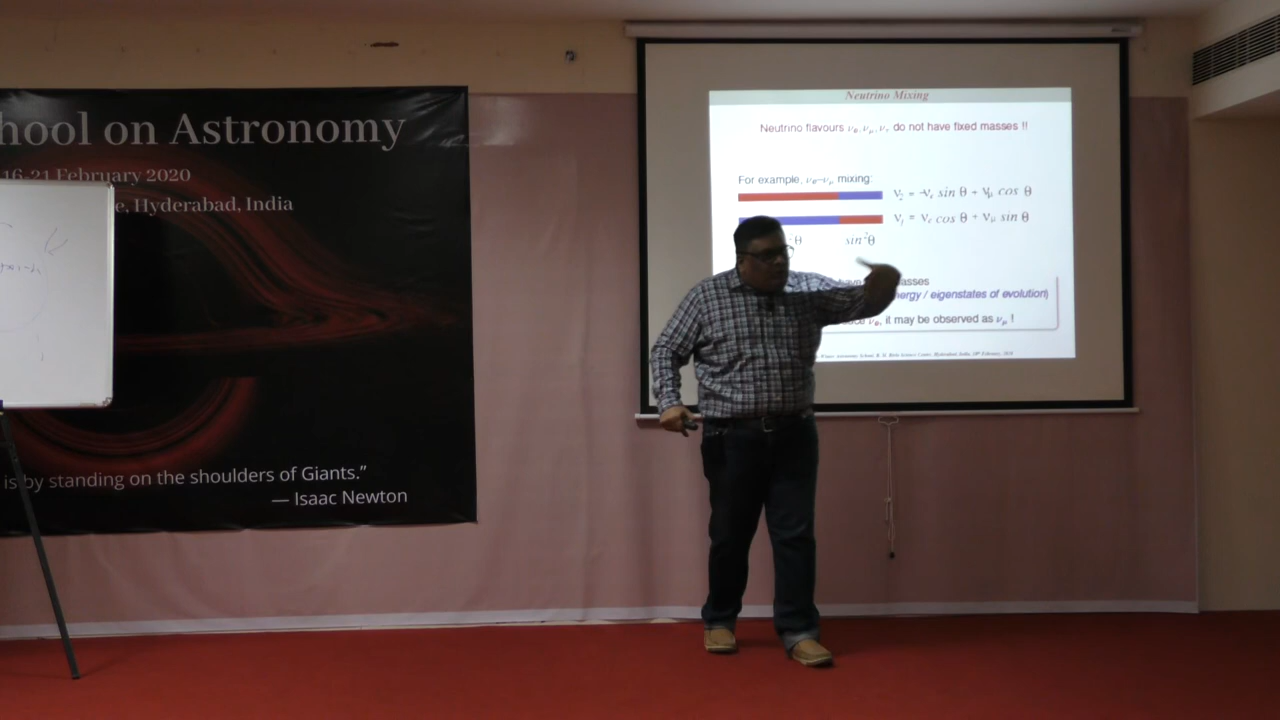 hool on Astronomy
16-21 February 2020
e, Hyderabad, India
is by standing on the shoulders of Giants.”
— Isaac Newton
Neutrino Mixing
Neutrino flavours νe, νμ, ντ do not have fixed masses !!
For example, νe–νμ mixing:
ν2 = -νe sin θ + νμ cos θ
ν1 = νe cos θ + νμ sin θ
θ sin²θ
have asses
nergy / eigenstates of evolution)
νe, it may be observed as νμ !